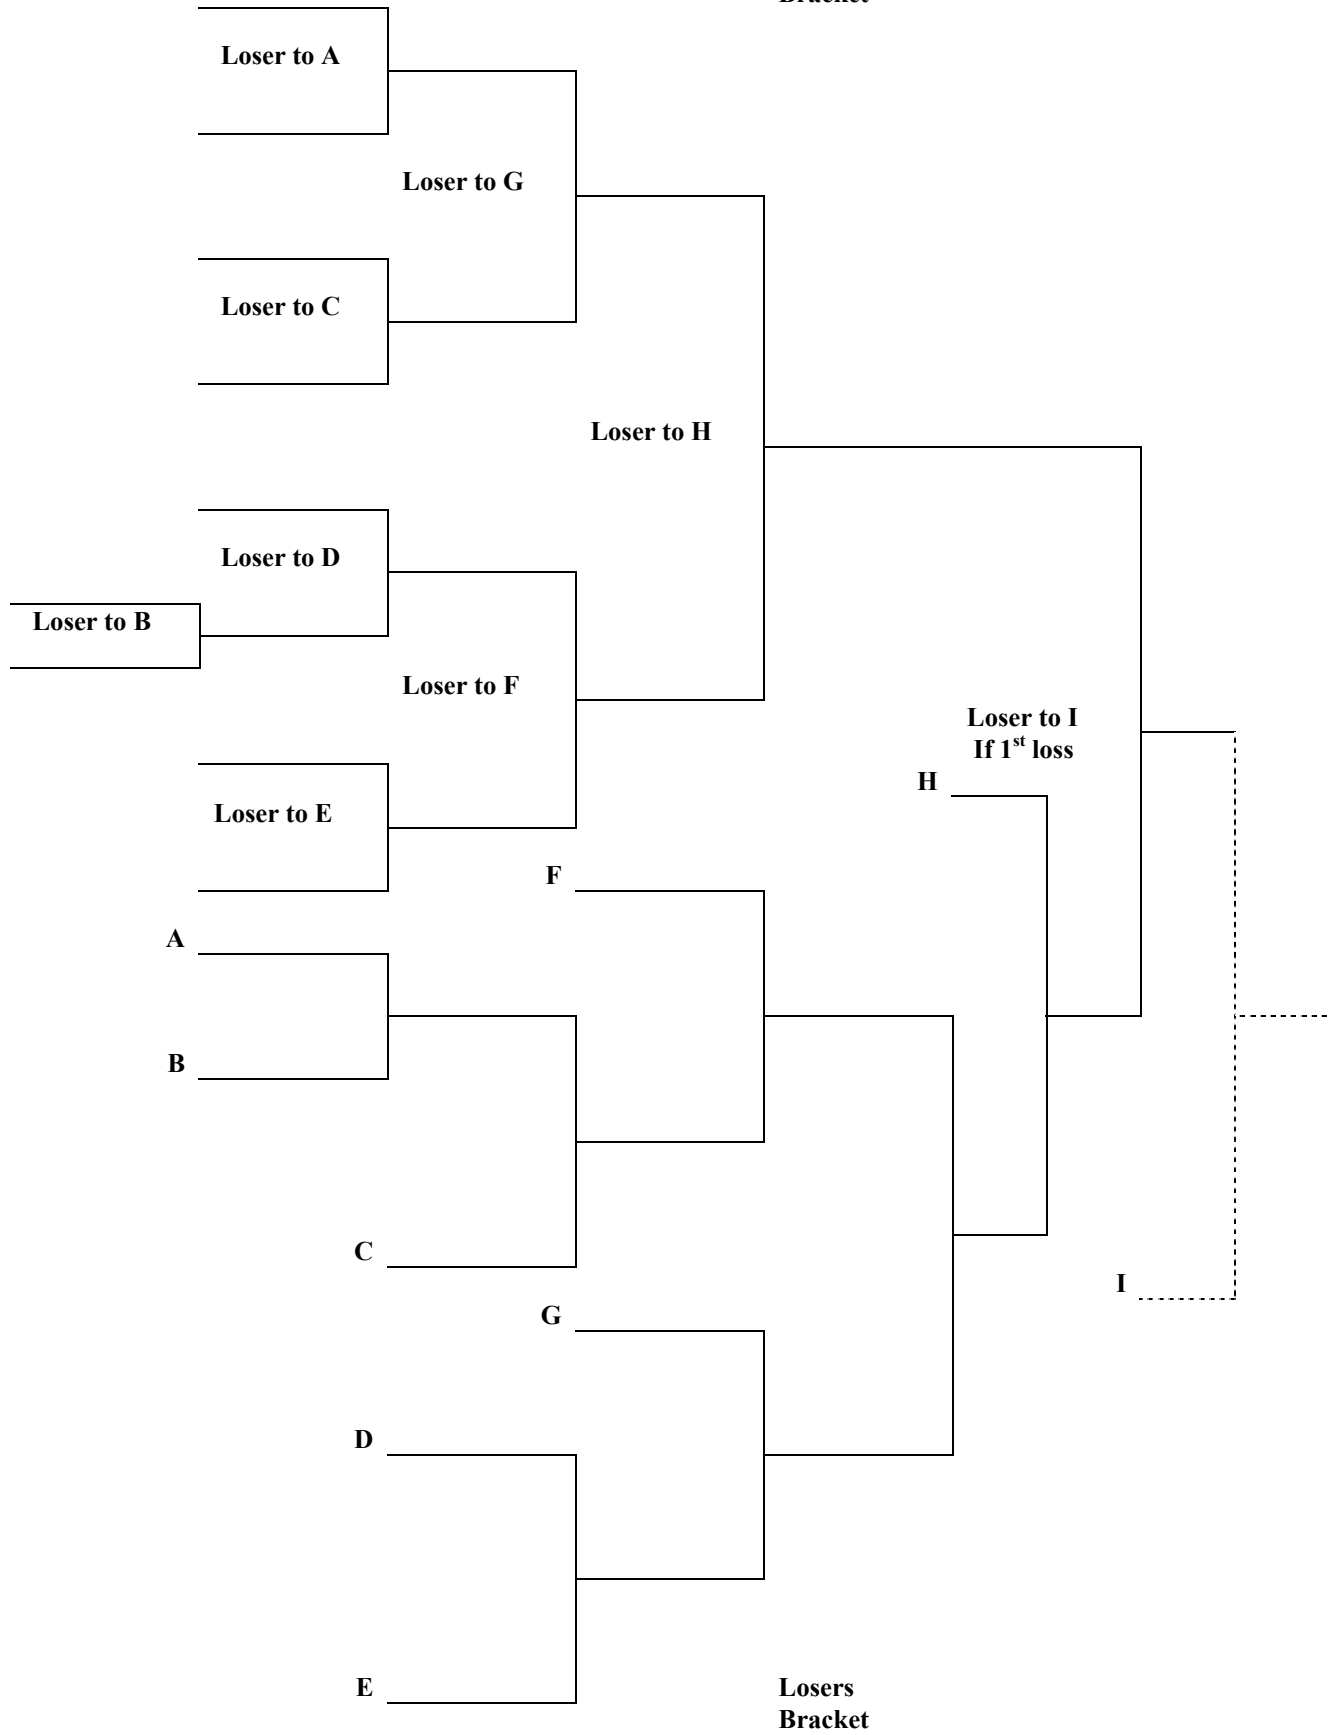 Bracket
Loser to A
Loser to G
Loser to C
Loser to H
Loser to D
Loser to B
Loser to F
Loser to I
If 1st loss
H
Loser to E
F
A
B
C
I
G
D
E
Losers
Bracket